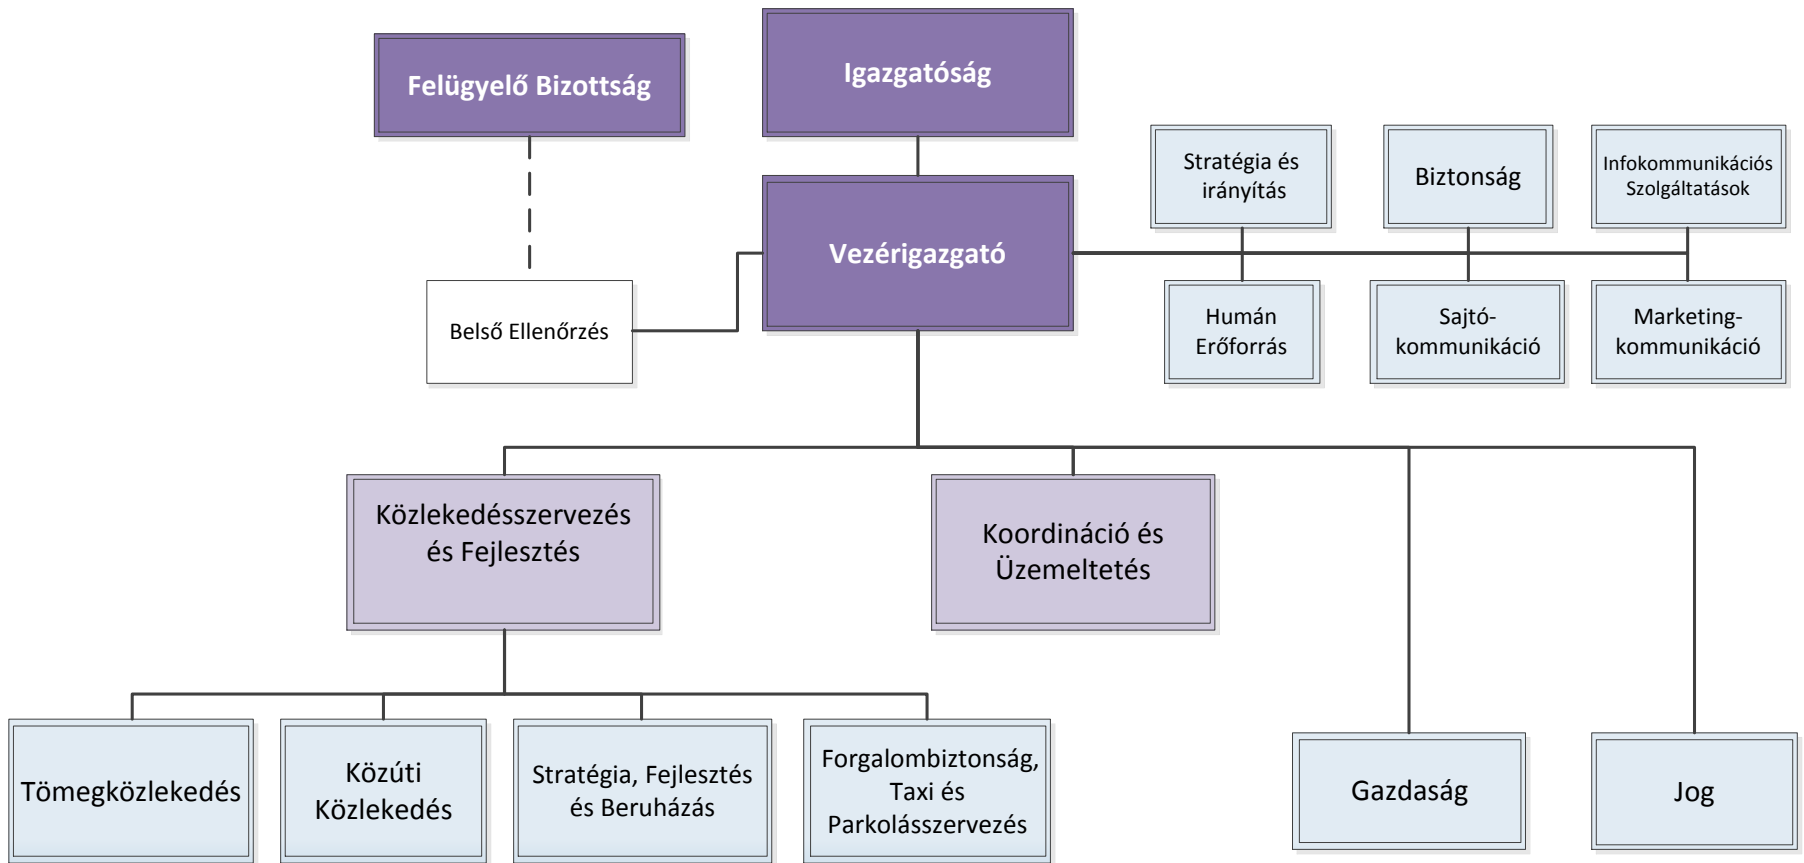 Felügyelő Bizottság
Igazgatóság
Stratégia és
irányítás
Biztonság
Infokommunikációs
Szolgáltatások
Vezérigazgató
Belső Ellenőrzés
Humán
Erőforrás
Sajtó-
kommunikáció
Marketing-
kommunikáció
Közlekedésszervezés
és Fejlesztés
Koordináció és
Üzemeltetés
Tömegközlekedés
Közúti
Közlekedés
Stratégia, Fejlesztés
és Beruházás
Forgalombiztonság,
Taxi és
Parkolásszervezés
Gazdaság
Jog